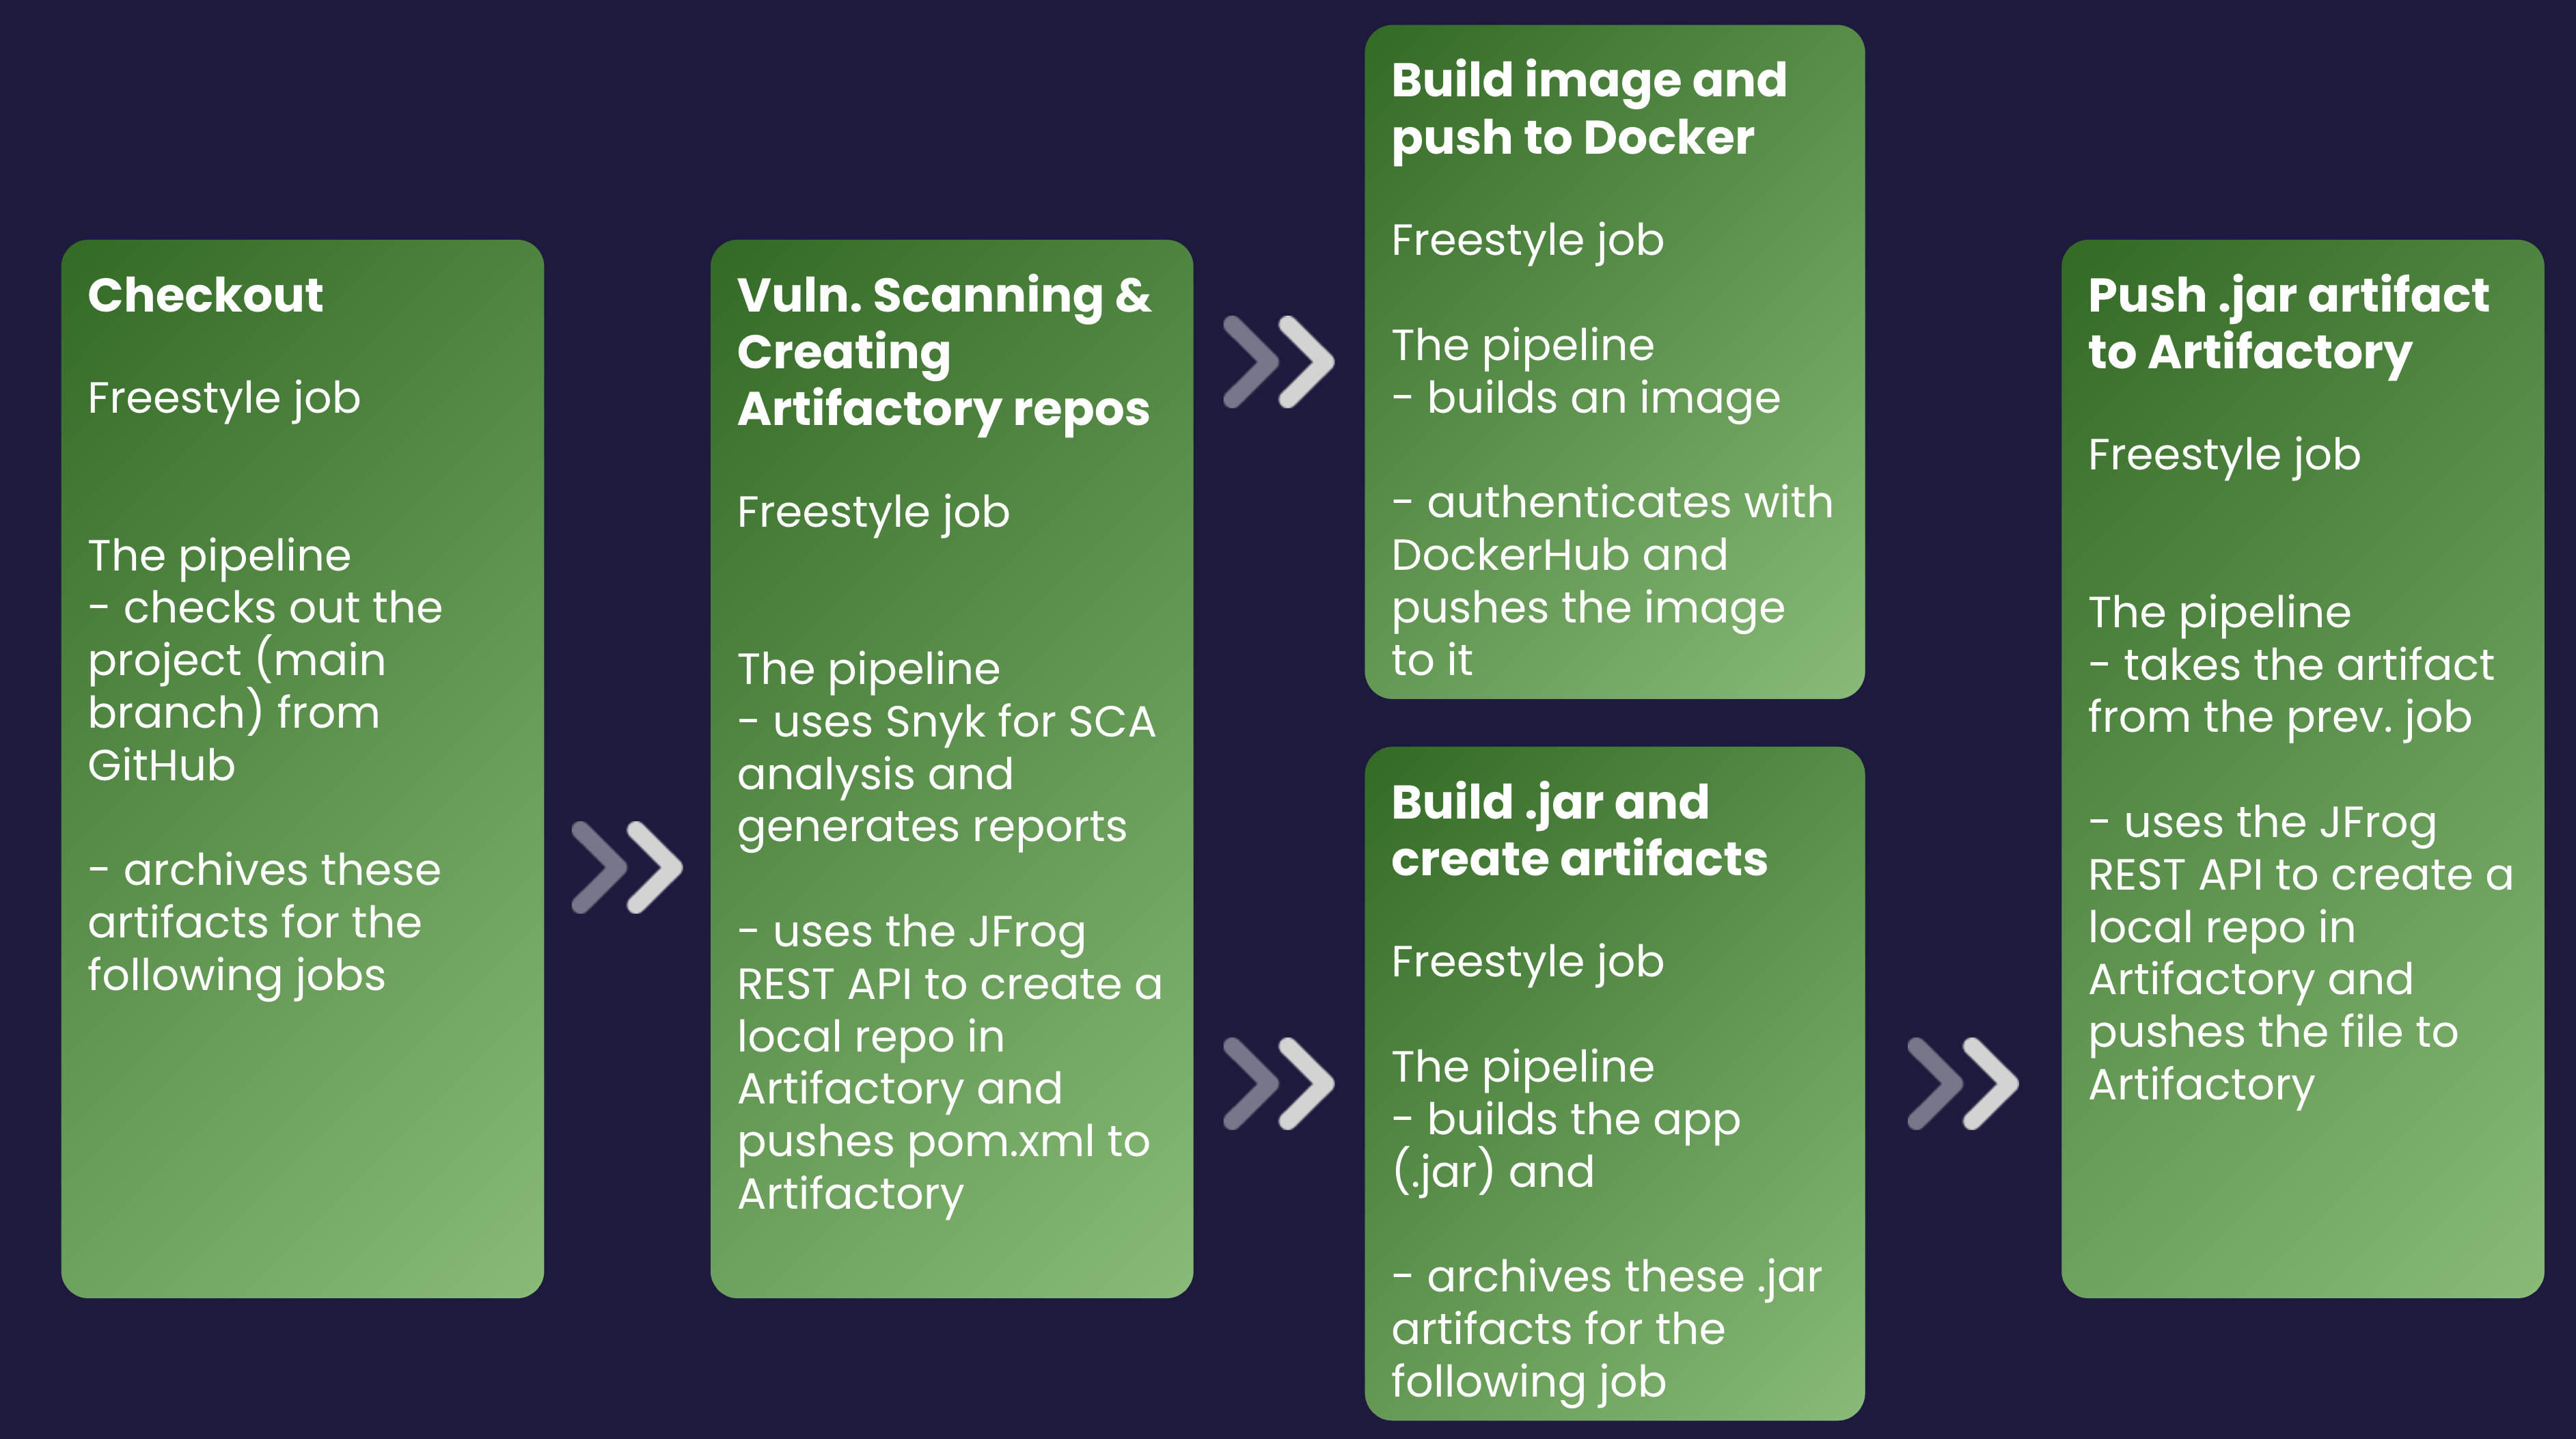 Checkout
Freestyle job
The pipeline
- checks out the
project (main
branch) from
GitHub
- archives these
artifacts for the
following jobs
Vuln. Scanning &
Creating
Artifactory repos
Freestyle job
The pipeline
- uses Snyk for SCA
analysis and
generates reports
- uses the JFrog
REST API to create a
local repo in
Artifactory and
pushes pom.xml to
Artifactory
Build image and
push to Docker
Freestyle job
The pipeline
- builds an image
- authenticates with
DockerHub and
pushes the image
to it
Build .jar and
create artifacts
Freestyle job
The pipeline
- builds the app
(.jar) and
- archives these .jar
artifacts for the
following job
Push .jar artifact
to Artifactory
Freestyle job
The pipeline
- takes the artifact
from the prev. job
- uses the JFrog
REST API to create a
local repo in
Artifactory and
pushes the file to
Artifactory